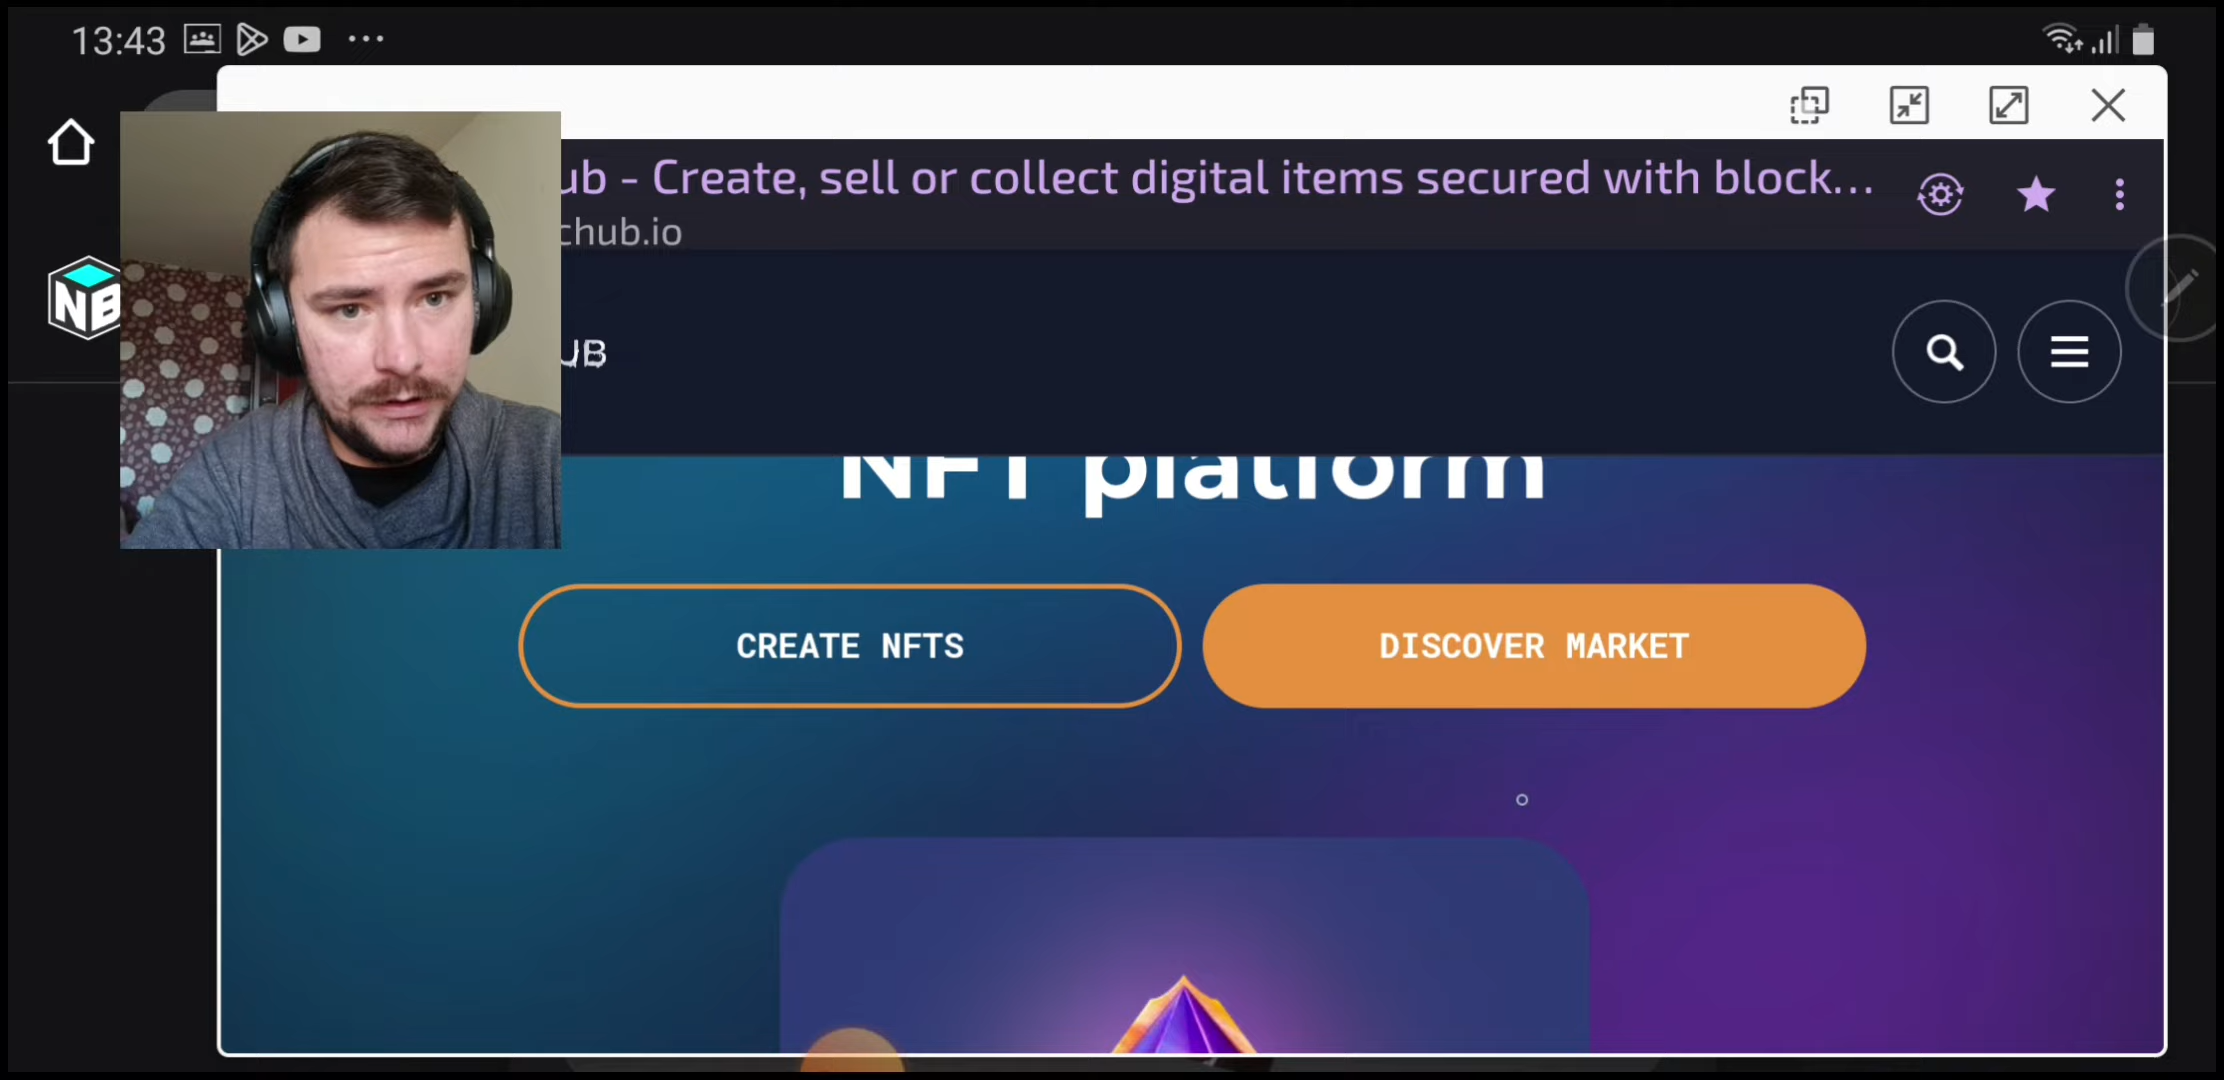 13:43
ub - Create, sell or collect digital items secured with block...
chub.io
NB
UB
NFT platform
CREATE NFTS
DISCOVER MARKET